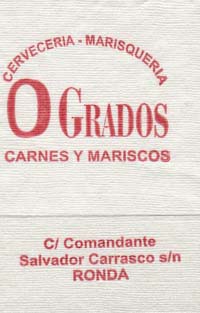 CERVECERIA - MARISQUERIA
O GRADOS
CARNES Y MARISCOS
C/ Comandante
Salvador Carrasco s/n
RONDA